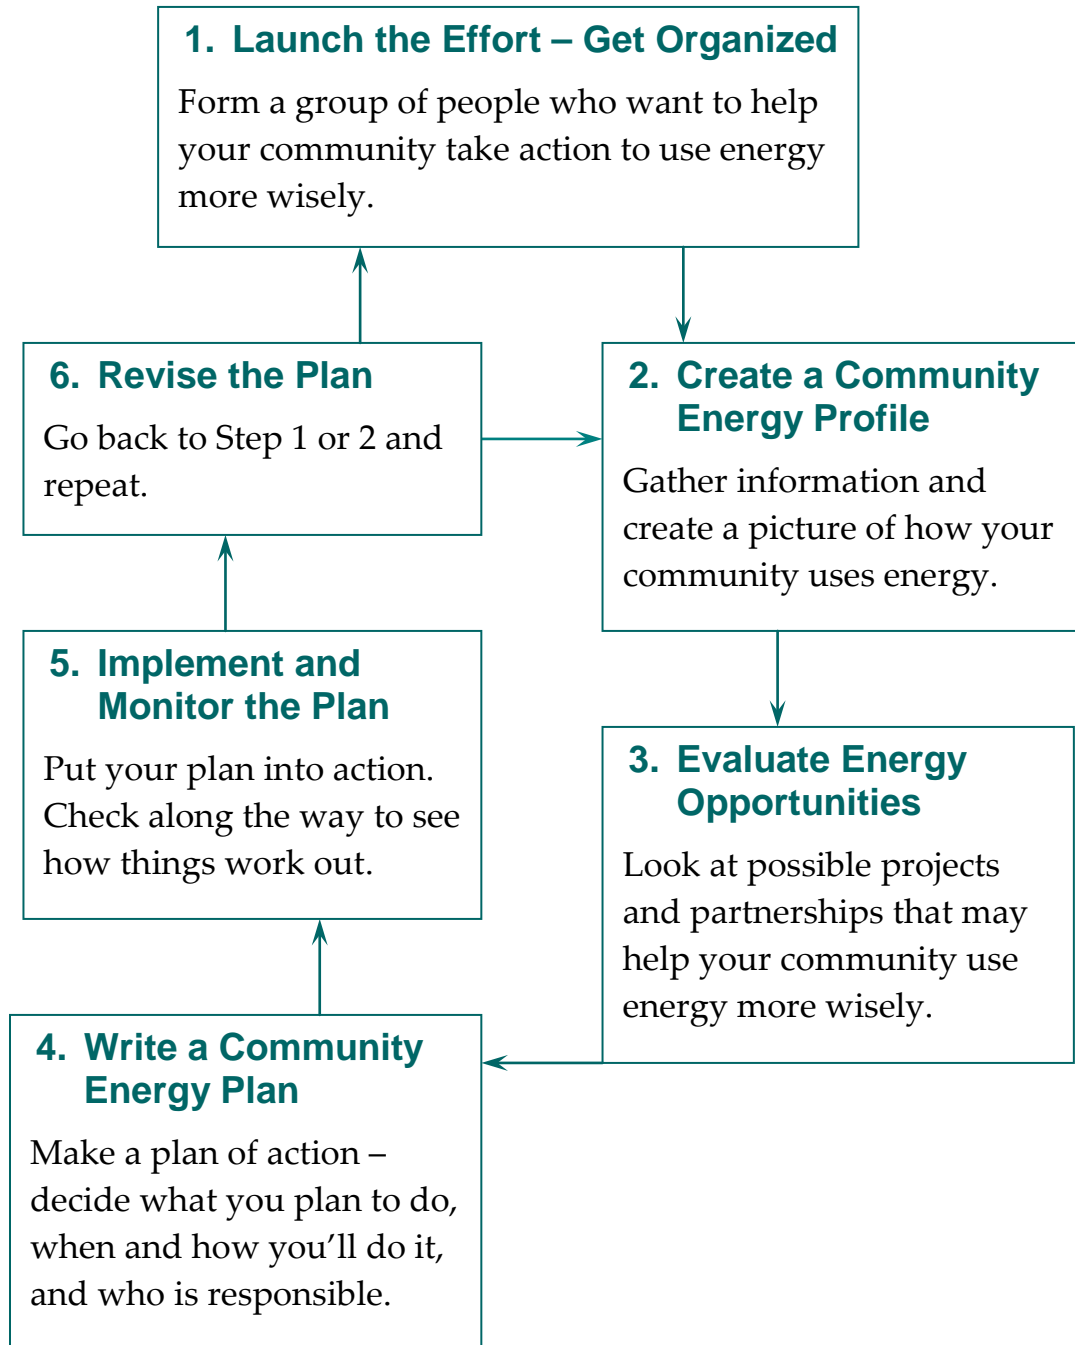 1. Launch the Effort – Get Organized
Form a group of people who want to help
your community take action to use energy
more wisely.
2. Create a Community
Energy Profile
Gather information and
create a picture of how your
community uses energy.
3. Evaluate Energy
Opportunities
Look at possible projects
and partnerships that may
help your community use
energy more wisely.
4. Write a Community
Energy Plan
Make a plan of action –
decide what you plan to do,
when and how you’ll do it,
and who is responsible.
5. Implement and
Monitor the Plan
Put your plan into action.
Check along the way to see
how things work out.
6. Revise the Plan
Go back to Step 1 or 2 and
repeat.